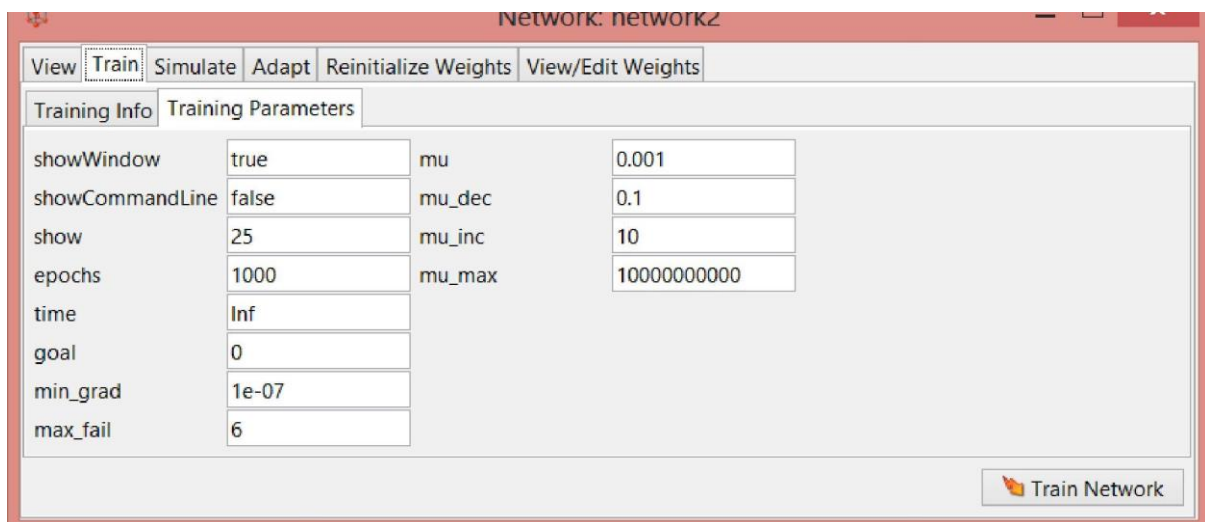 Network: network2
View Train Simulate Adapt Reinitialize Weights View/Edit Weights
Training Info Training Parameters
showWindow true mu 0.001
showCommandLine false mu_dec 0.1
show 25 mu_inc 10
epochs 1000 mu_max 10000000000
time Inf
goal 0
min_grad 1e-07
max_fail 6
Train Network